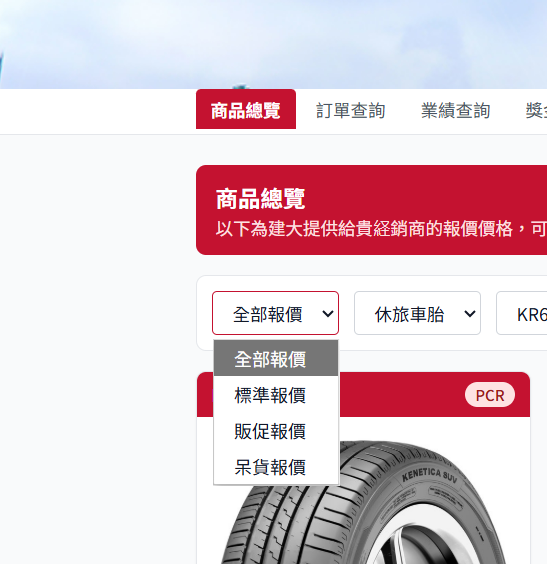 商品總覽 訂單查詢 業績查詢 獎
商品總覽
以下為建大提供給貴経銷商的報價價格，可
全部報價 休旅車胎 KR6
全部報價
標準報價
販促報價
呆貨報價
PCR
KENETICA SUV